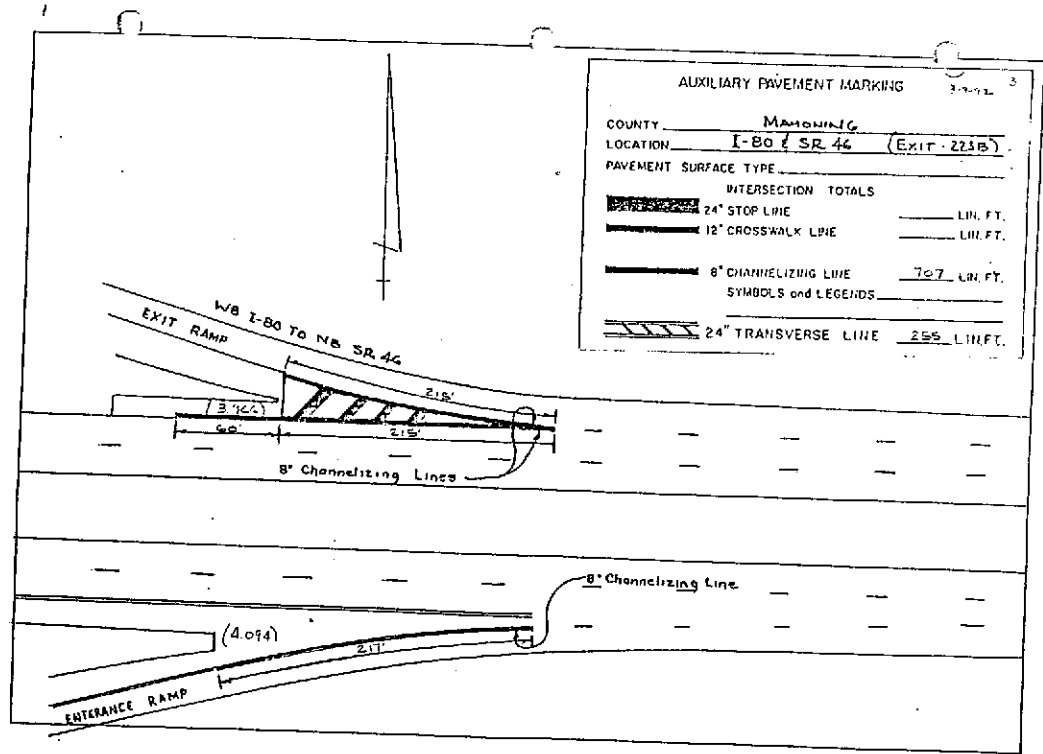 1
3
AUXILIARY PAVEMENT MARKING
COUNTY MAHONING
LOCATION I-80 & SR 46 (EXIT - 223B)
PAVEMENT SURFACE TYPE
INTERSECTION TOTALS
24" STOP LINE LIN. FT.
12" CROSSWALK LINE LIN. FT.
8" CHANNELIZING LINE 707 LIN. FT.
SYMBOLS and LEGENDS
24" TRANSVERSE LINE 255 LIN. FT.
WB I-80 TO NB SR 46
EXIT RAMP
215'
60'
215'
8" Channelizing Lines
8" Channelizing Line
(4.094)
217'
ENTERANCE RAMP